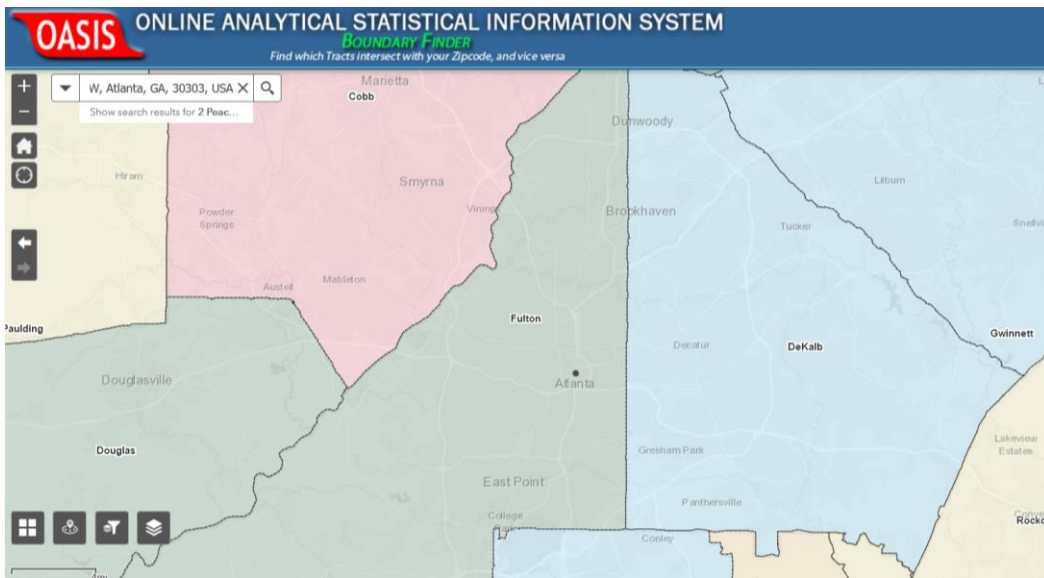 OASIS
ONLINE ANALYTICAL STATISTICAL INFORMATION SYSTEM
BOUNDARY FINDER
Find which Tracts intersect with your Zipcode, and vice versa
+
W, Atlanta, GA, 30303, USA
Show search results for 2 Peac...
−
Marietta
Cobb
Dunwoody
Hiram
Smyrna
Lilburn
Powder
Springs
Vinings
Brookhaven
Tucker
Snellv
Austell
Mableton
Paulding
Fulton
Gwinnett
Decatur
DeKalb
Douglasville
Atlanta
Douglas
Gresham Park
Lakeview
Estates
East Point
Panthersville
College
Park
Conley
Conye
Rockd